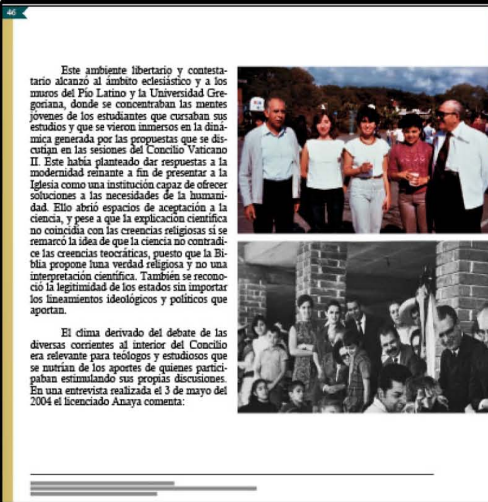 46
Este ambiente libertario y contesta-
tario alcanzó al ámbito eclesiástico y a los
muros del Pío Latino y la Universidad Gre-
goriana, donde se concentraban las mentes
jóvenes de los estudiantes que cursaban sus
estudios y que se vieron inmersos en la diná-
mica generada por las propuestas que se dis-
cutían en las sesiones del Concilio Vaticano
II. Este había planteado dar respuestas a la
modernidad reinante a fin de presentar a la
Iglesia como una institución capaz de ofrecer
soluciones a las necesidades de la humani-
dad. Ello abrió espacios de aceptación a la
ciencia, y pese a que la explicación científica
no coincidía con las creencias religiosas sí se
remarcó la idea de que la ciencia no contradi-
ce las creencias teocráticas, puesto que la Bi-
blia propone luna verdad religiosa y no una
interpretación científica. También se recono-
ció la legitimidad de los estados sin importar
los lineamientos ideológicos y políticos que
aportan.
El clima derivado del debate de las
diversas corrientes al interior del Concilio
era relevante para teólogos y estudiosos que
se nutrían de los aportes de quienes partici-
paban estimulando sus propias discusiones.
En una entrevista realizada el 3 de mayo del
2004 el licenciado Anaya comenta: